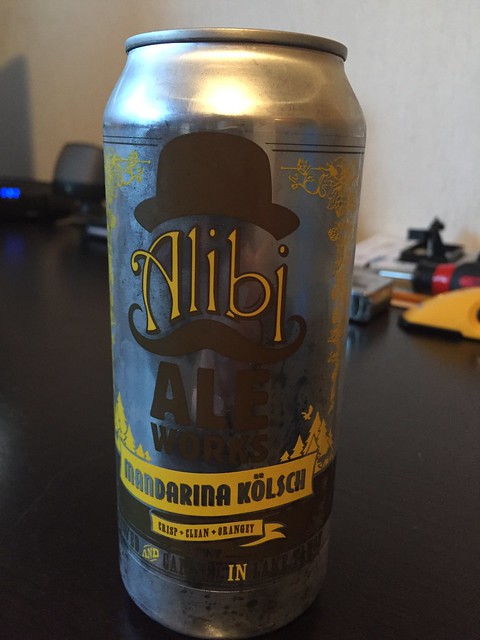 Alibi
ALE
WORKS
MANDARINA KÖLSCH
CRISP + CLEAN + ORANGEY
AND
IN